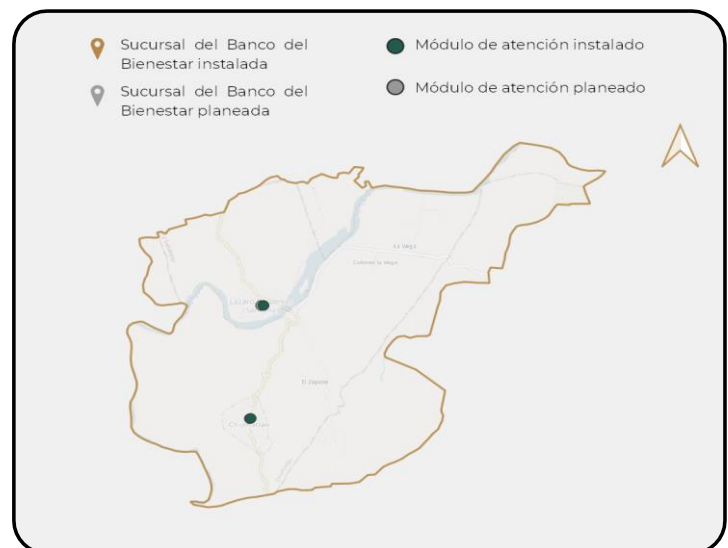 Sucursal del Banco del
Bienestar instalada
Sucursal del Banco del
Bienestar planeada
Módulo de atención instalado
Módulo de atención planeado
La Vega
El Zapote